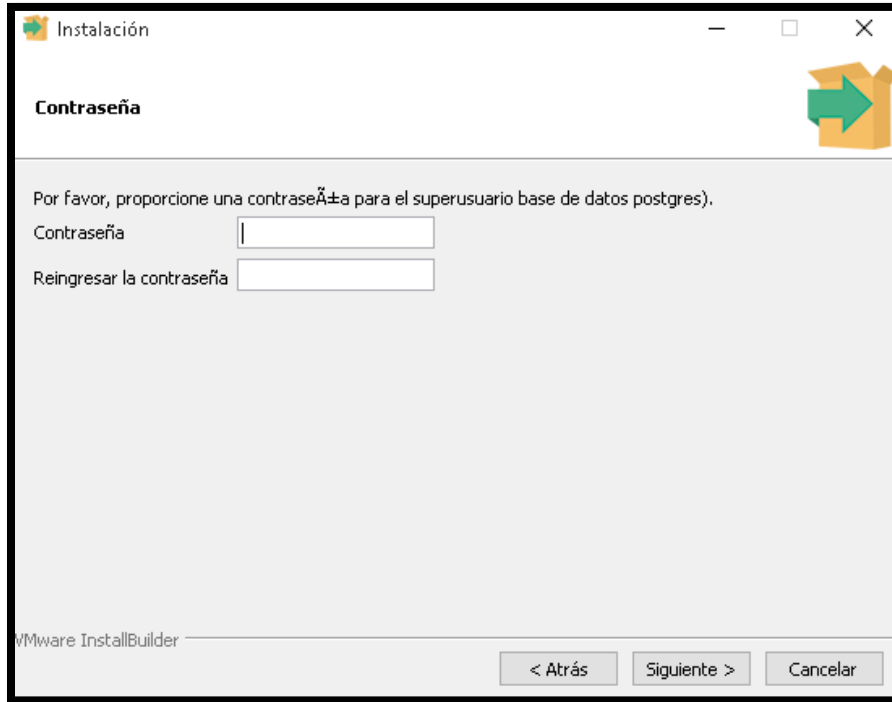 Instalación
Contraseña
Por favor, proporcione una contraseÃ±a para el superusuario base de datos postgres).
Contraseña
Reingresar la contraseña
VMware InstallBuilder
< Atrás
Siguiente >
Cancelar